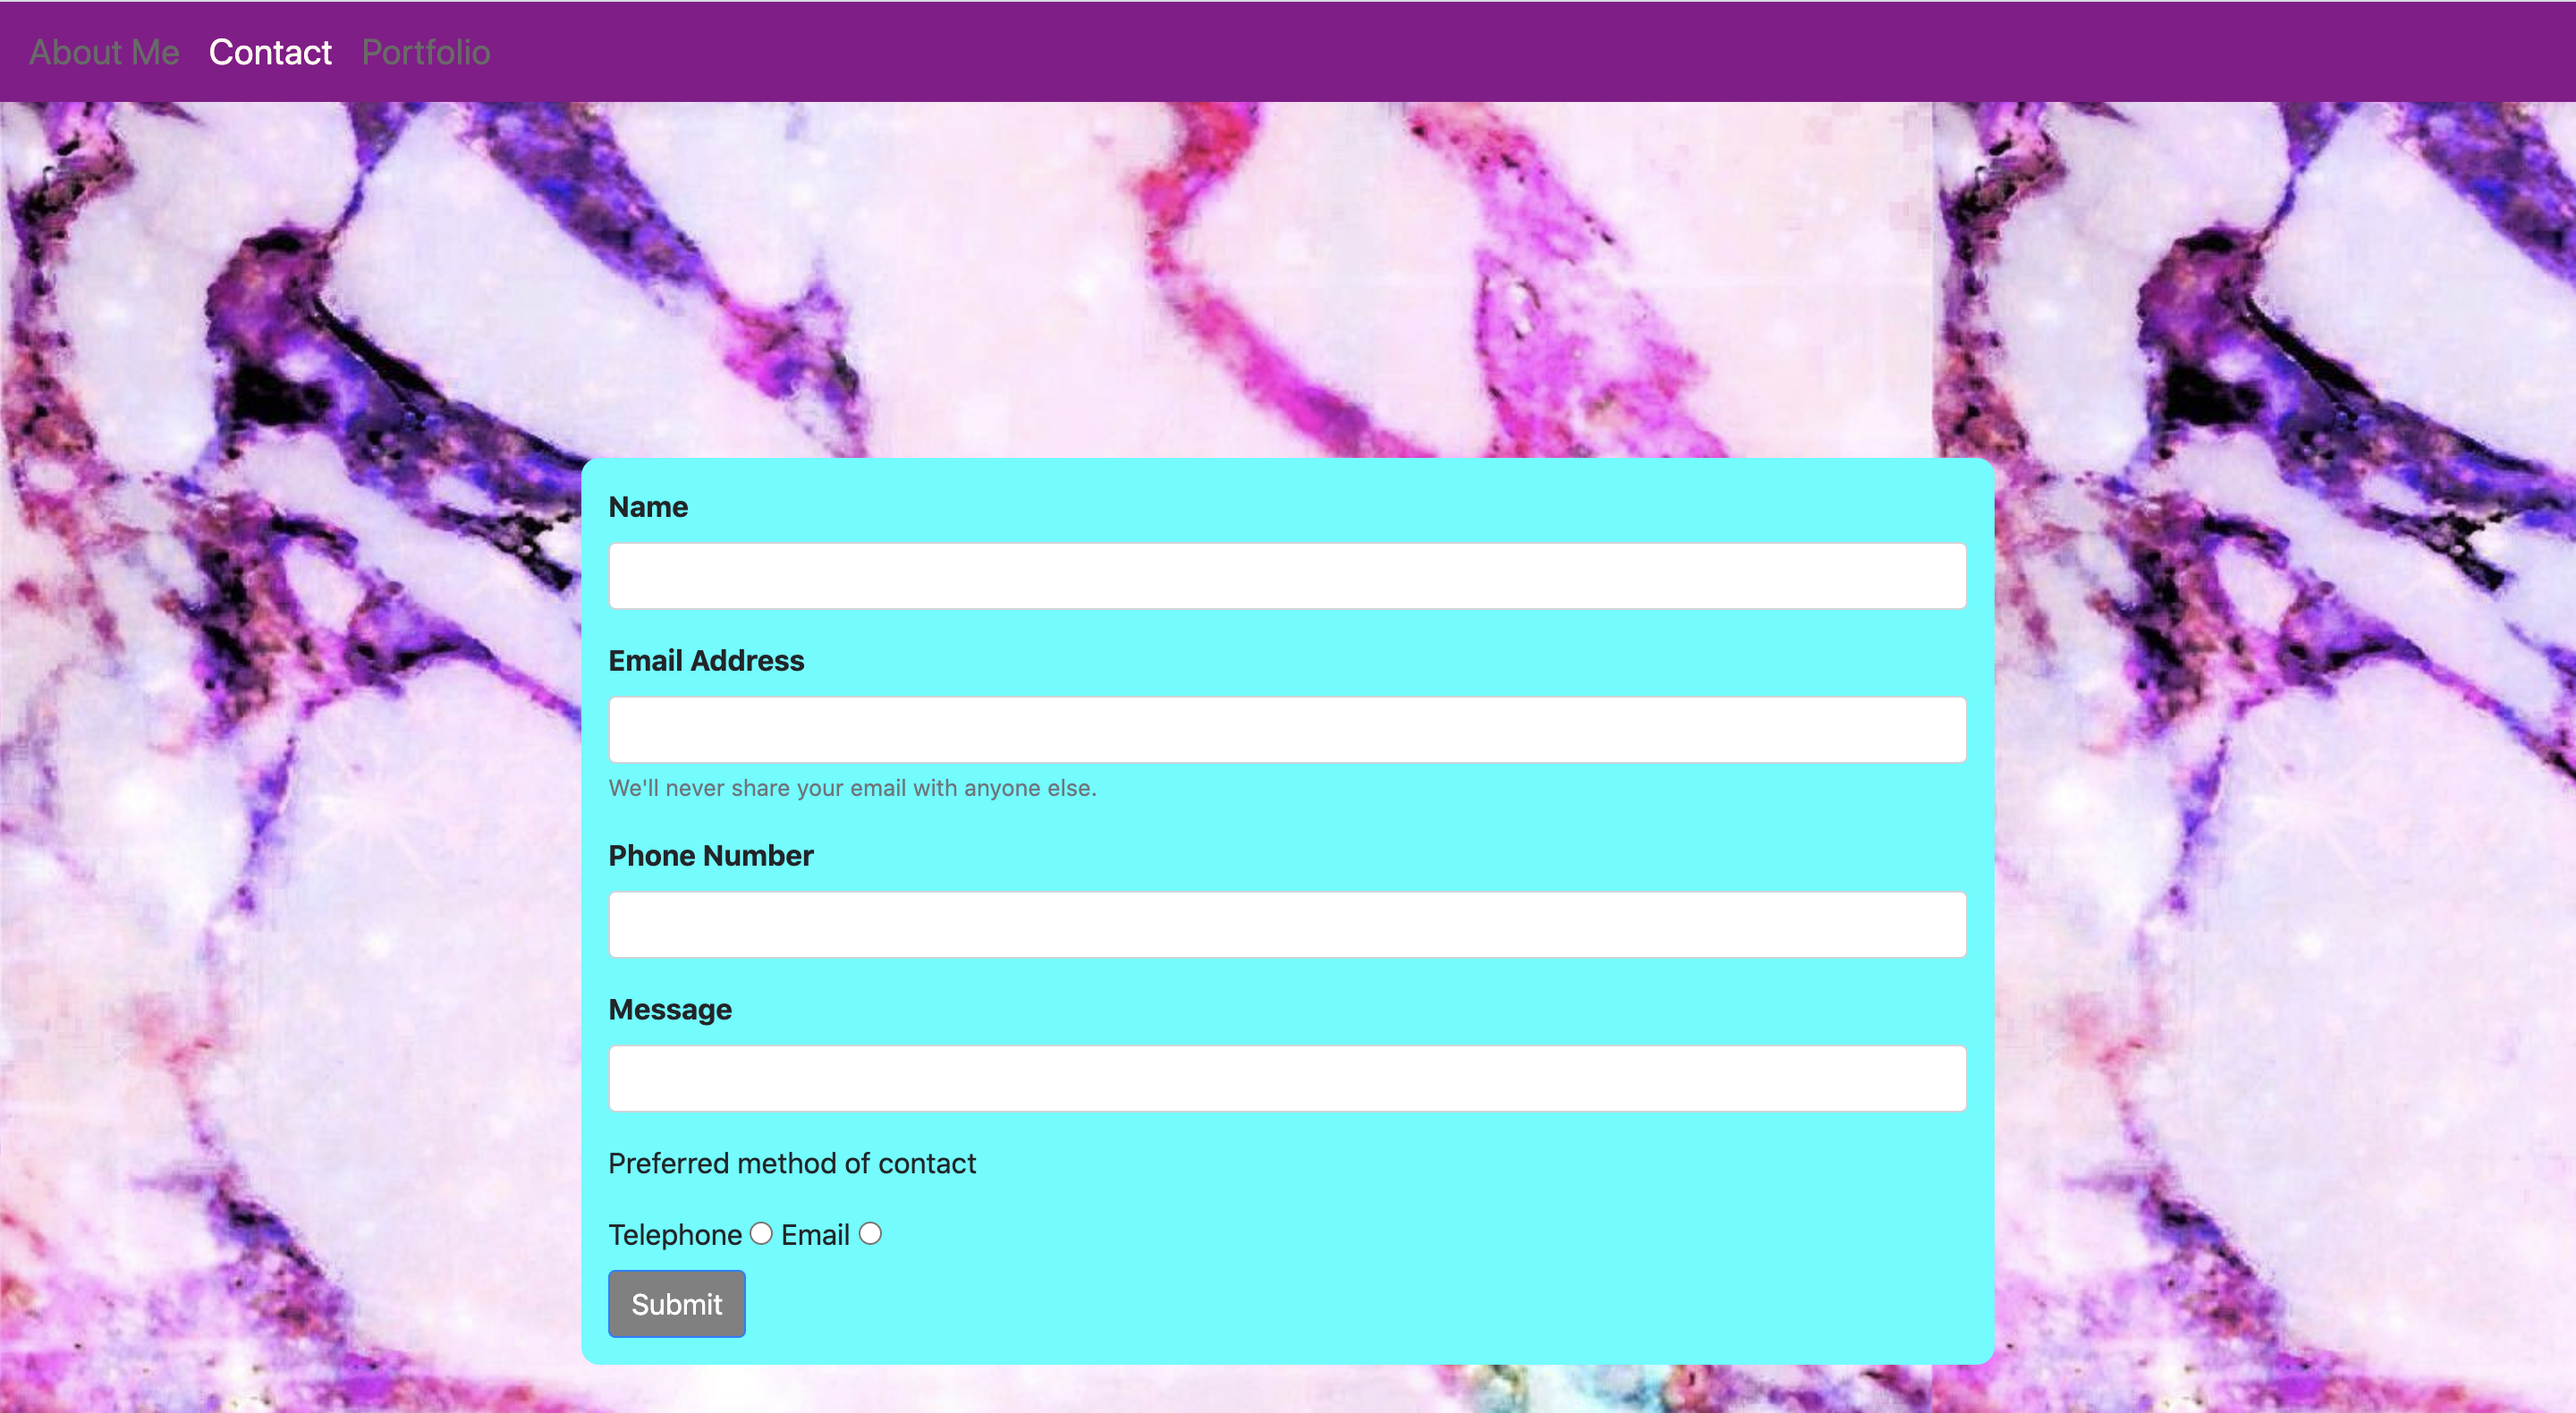 About Me Contact Portfolio
Name
Email Address
We'll never share your email with anyone else.
Phone Number
Message
Preferred method of contact
Telephone Email
Submit